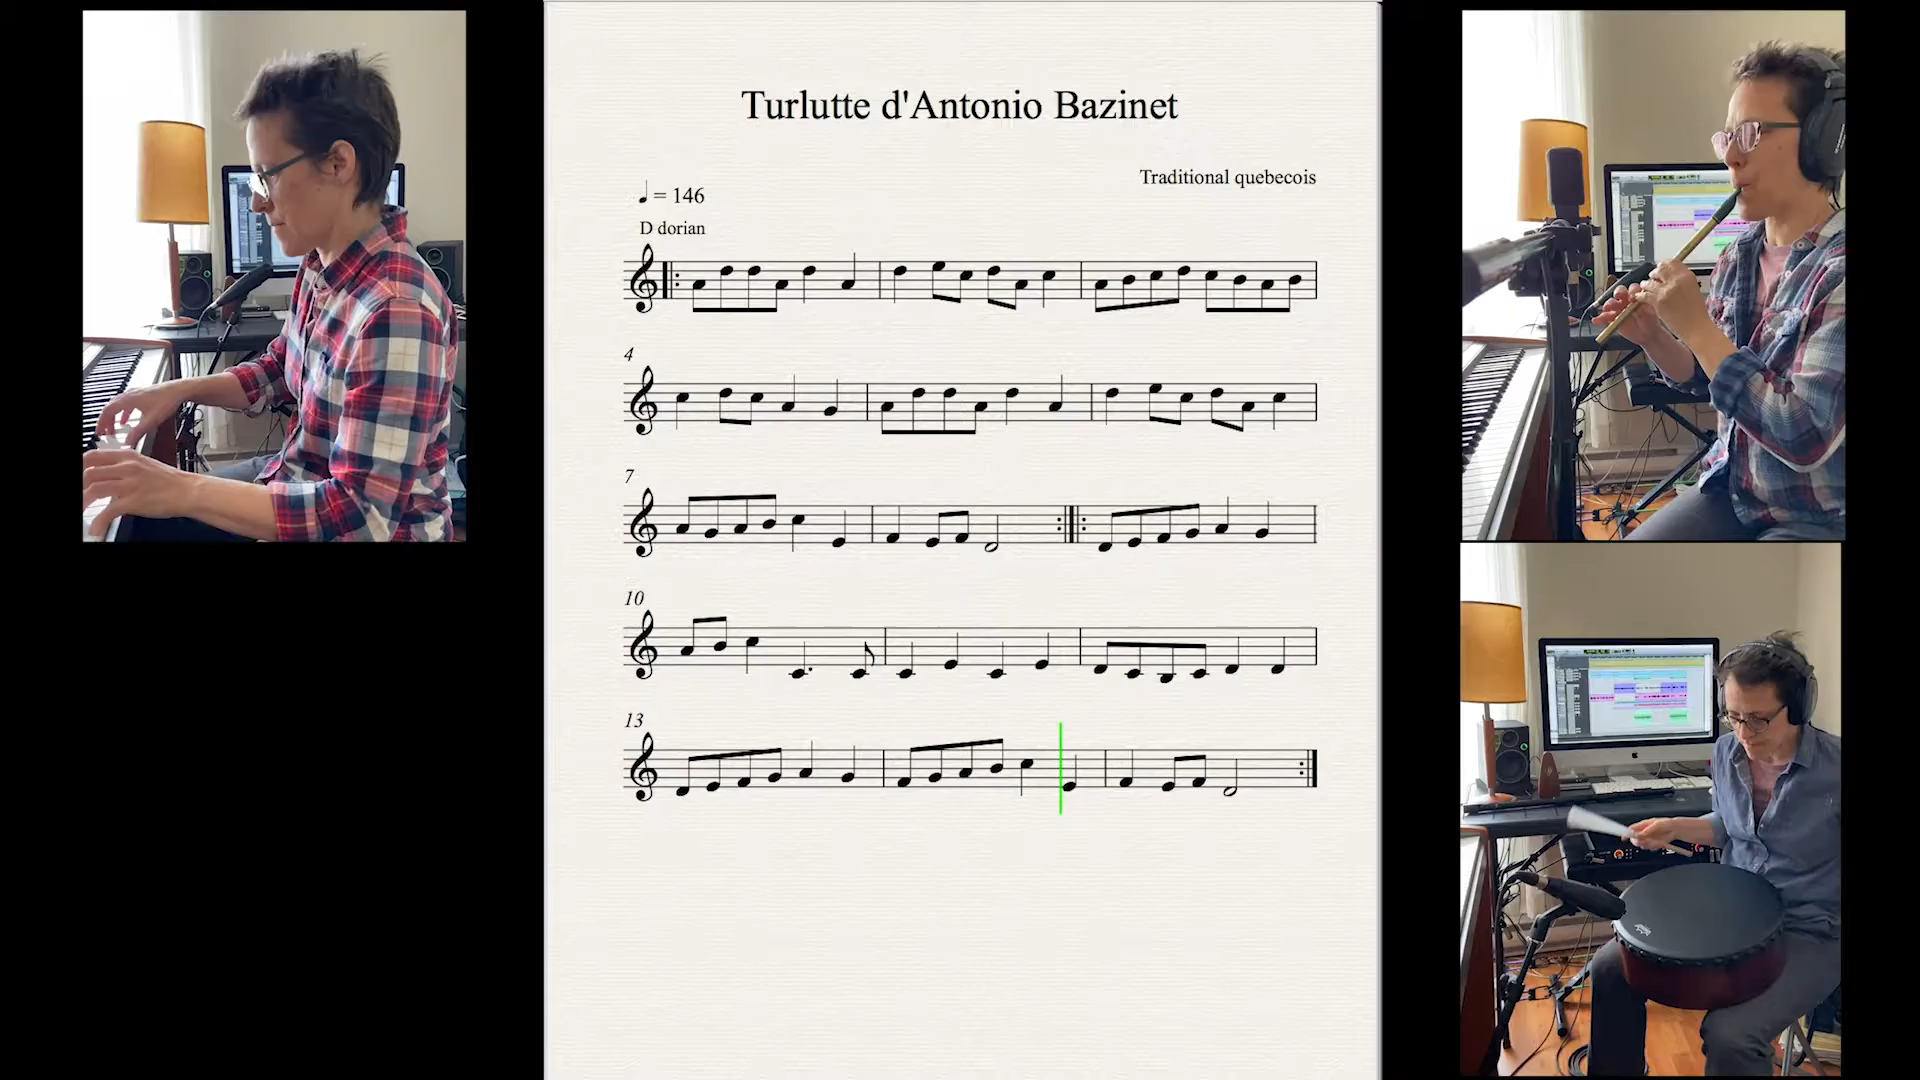 Turlutte d'Antonio Bazinet
Traditional quebecois
= 146
D dorian
4
7
10
13